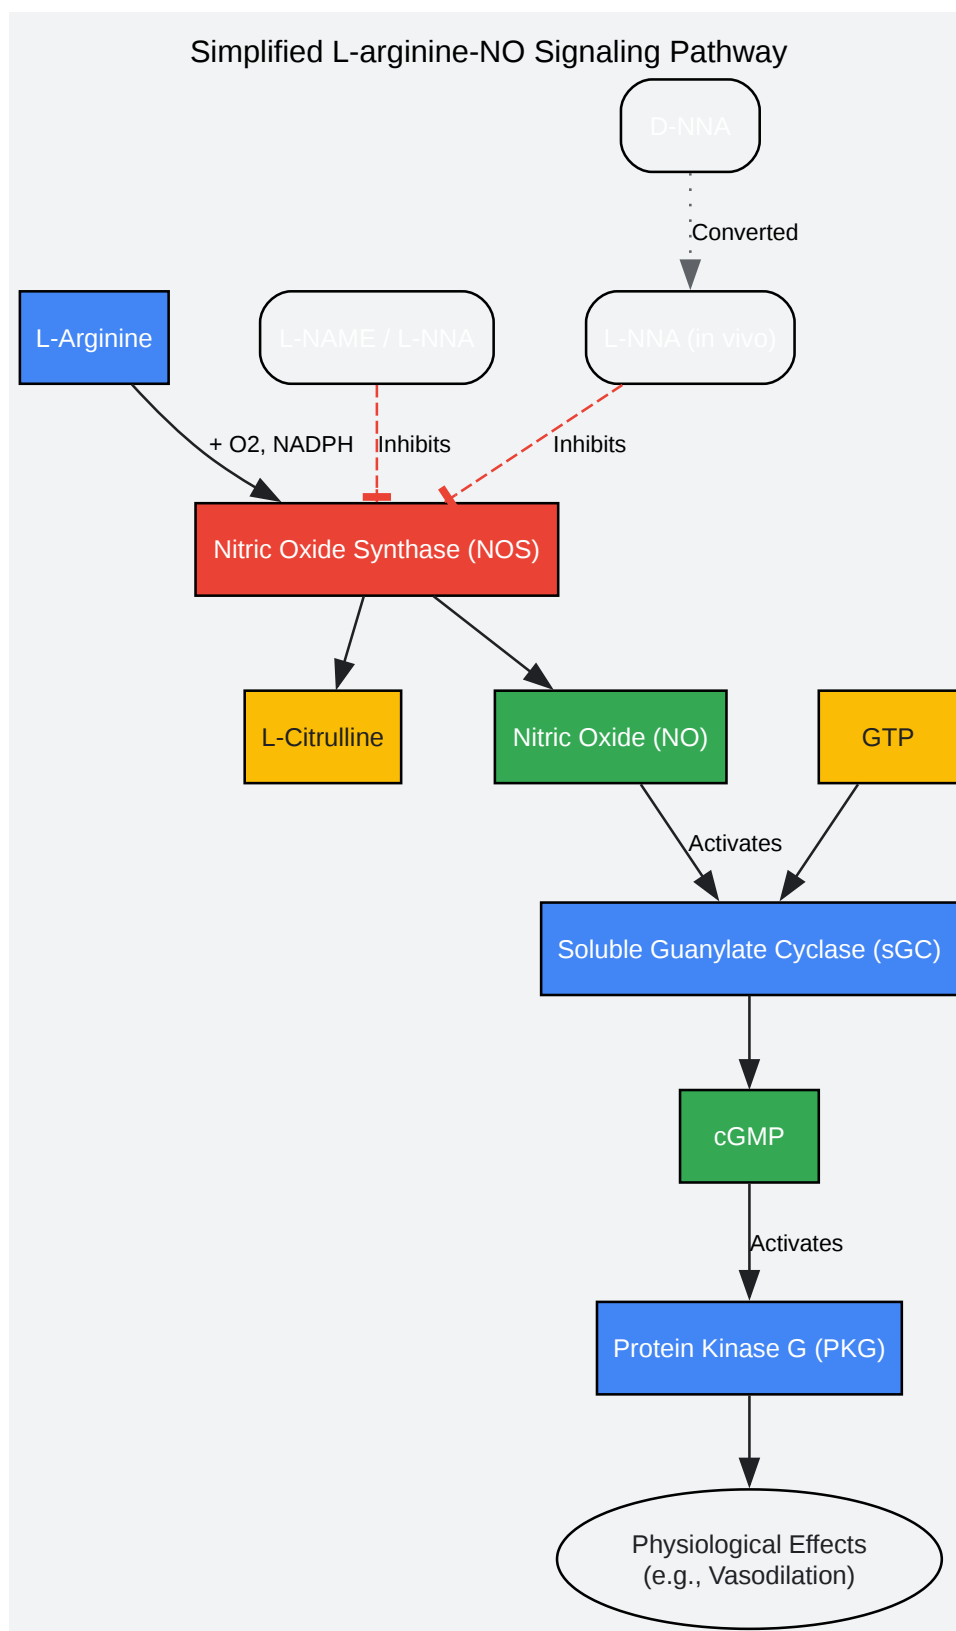 Simplified L-arginine-NO Signaling Pathway
D-NNA
Converted
L-Arginine
L-NAME / L-NNA
L-NNA (in vivo)
+ O2, NADPH
Inhibits
Inhibits
Nitric Oxide Synthase (NOS)
L-Citrulline
Nitric Oxide (NO)
GTP
Activates
Soluble Guanylate Cyclase (sGC)
cGMP
Activates
Protein Kinase G (PKG)
Physiological Effects
(e.g., Vasodilation)